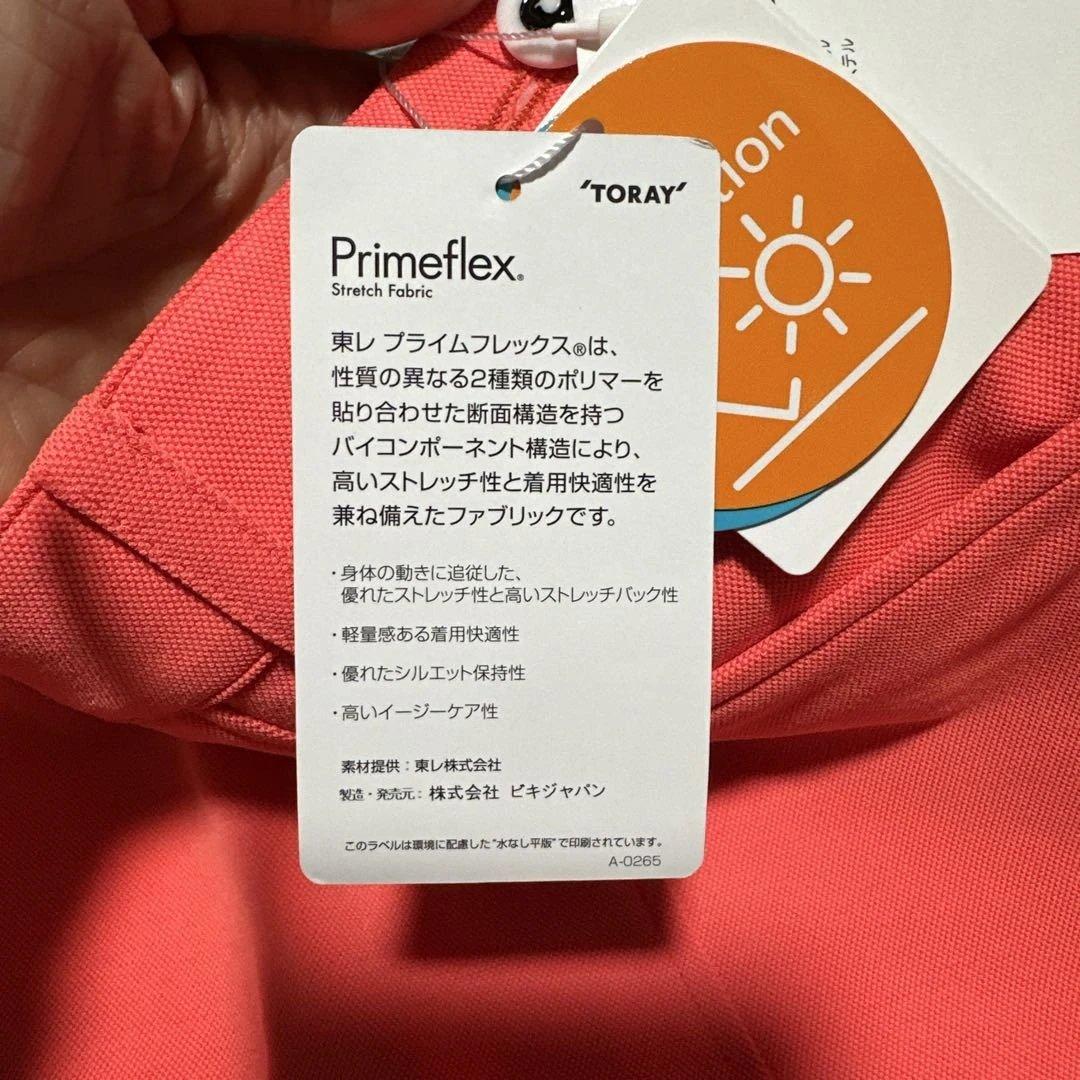 'TORAY'
Primeflex®
Stretch Fabric
東レ プライムフレックス®は、
性質の異なる2種類のポリマーを
貼り合わせた断面構造を持つ
バイコンポーネント構造により、
高いストレッチ性と着用快適性を
兼ね備えたファブリックです。
・身体の動きに追従した、
優れたストレッチ性と高いストレッチバック性
・軽量感ある着用快適性
・優れたシルエット保持性
・高いイージーケア性
素材提供：東レ株式会社
製造・発売元：株式会社 ビキジャパン
このラベルは環境に配慮した"水なし平版"で印刷されています。
A-0265